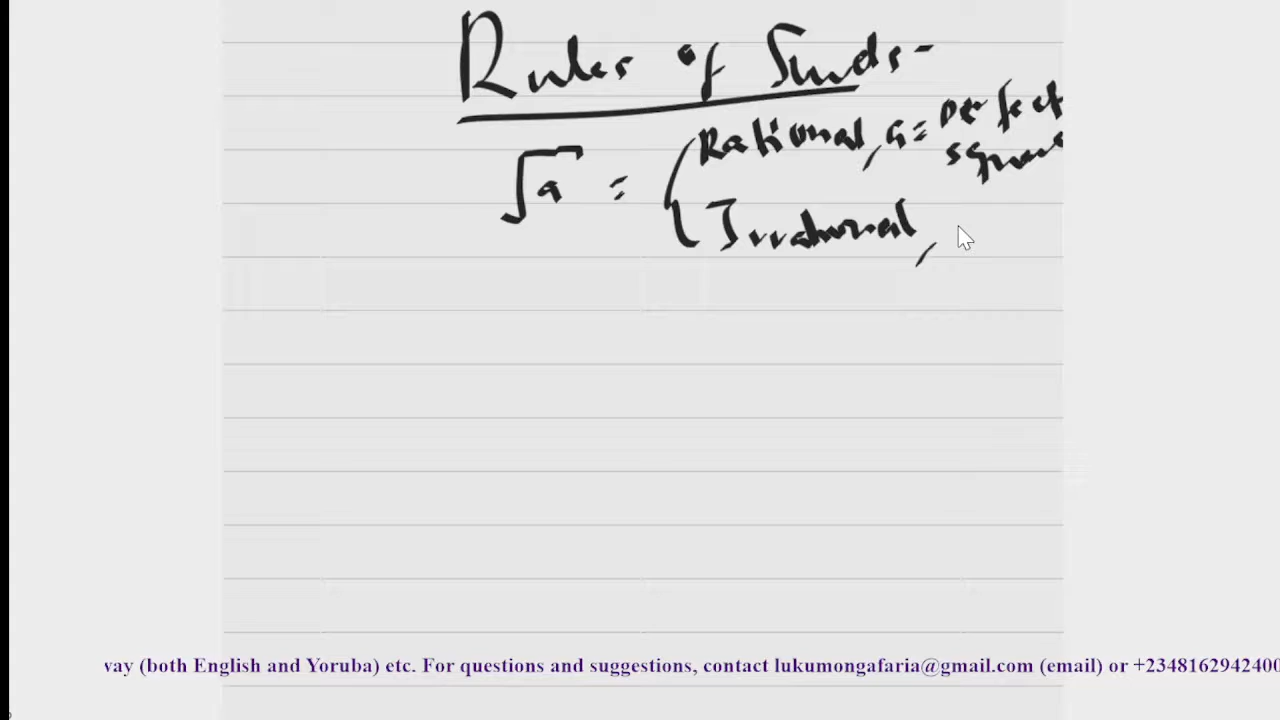 Rules of Surds-
√a = { Rational, a = perfect square
Irrational,
vay (both English and Yoruba) etc. For questions and suggestions, contact lukumongafaria@gmail.com (email) or +2348162942400